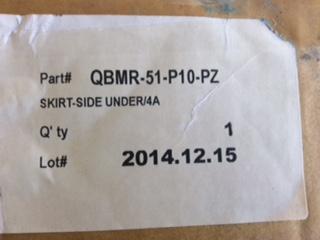 Part# QBMR-51-P10-PZ
SKIRT-SIDE UNDER/4A
Q' ty 1
Lot# 2014.12.15